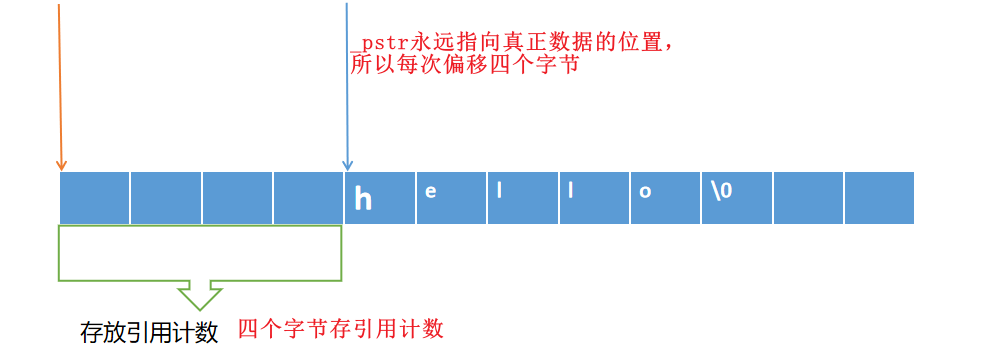 _pstr永远指向真正数据的位置，
所以每次偏移四个字节
h e l l o \0
存放引用计数 四个字节存引用计数